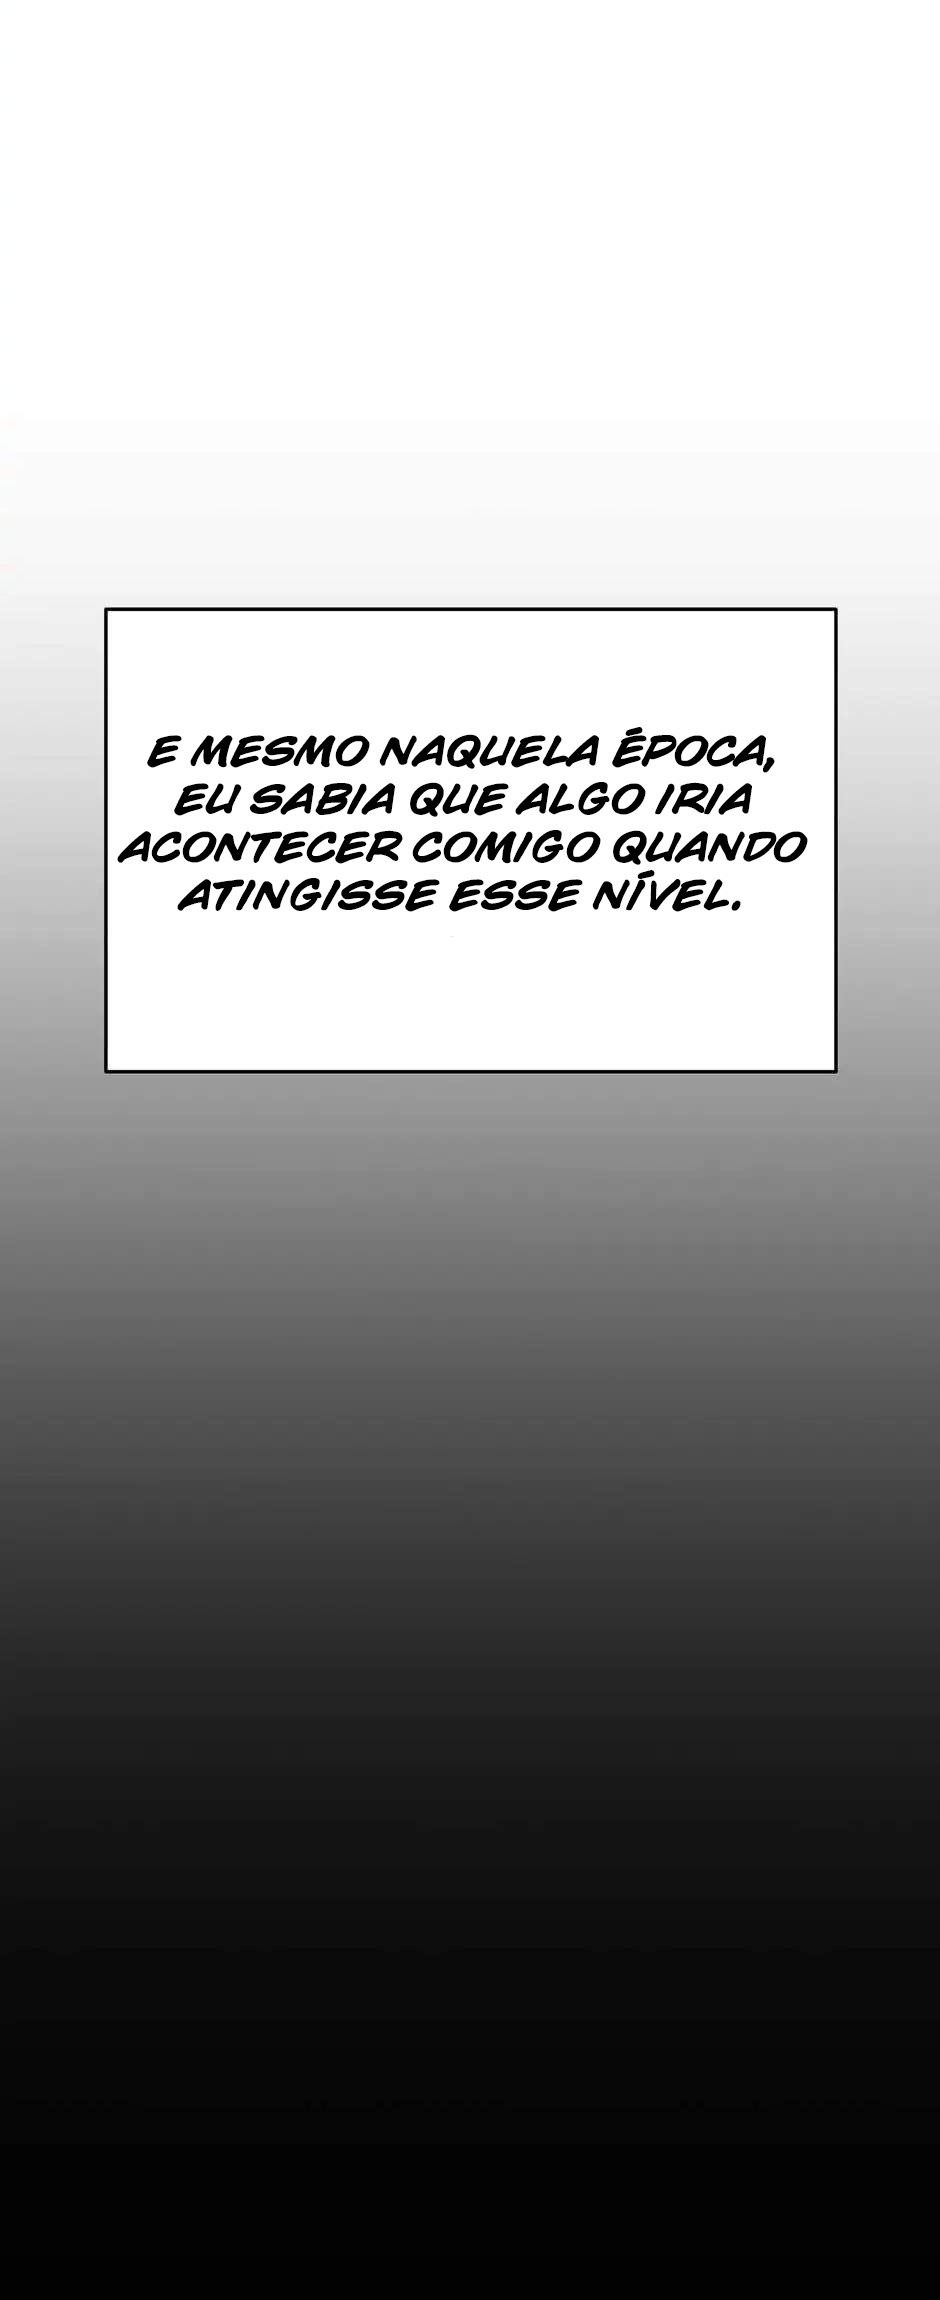 E MESMO NAQUELA ÉPOCA,
EU SABIA QUE ALGO IRIA
ACONTECER COMIGO QUANDO
ATINGISSE ESSE NÍVEL.